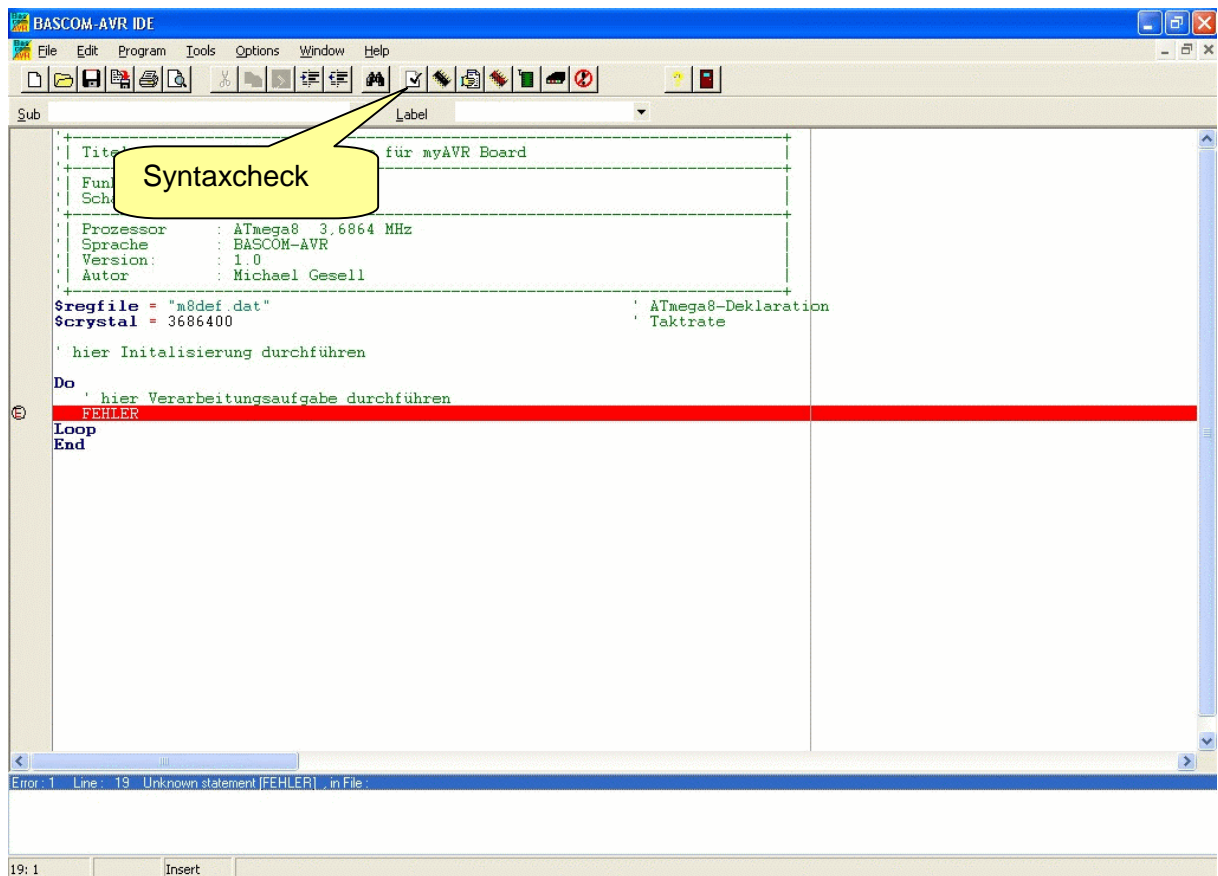 BASCOM-AVR IDE
File Edit Program Tools Options Window Help
Sub Label
'+------------------------------------------------------------------+
'| für myAVR Board |
'+------------------------------------------------------------------+
Syntaxcheck
'+------------------------------------------------------------------+
'| Prozessor : ATmega8 3,6864 MHz |
'| Sprache : BASCOM-AVR |
'| Version: : 1.0 |
'| Autor : Michael Gesell |
'+------------------------------------------------------------------+
$regfile = "m8def.dat" ' ATmega8-Deklaration
$crystal = 3686400 ' Taktrate
' hier Initalisierung durchführen
Do
' hier Verarbeitungsaufgabe durchführen
FEHLER
Loop
End
Error : 1 Line : 19 Unknown statement [FEHLER] , in File :
19: 1 Insert